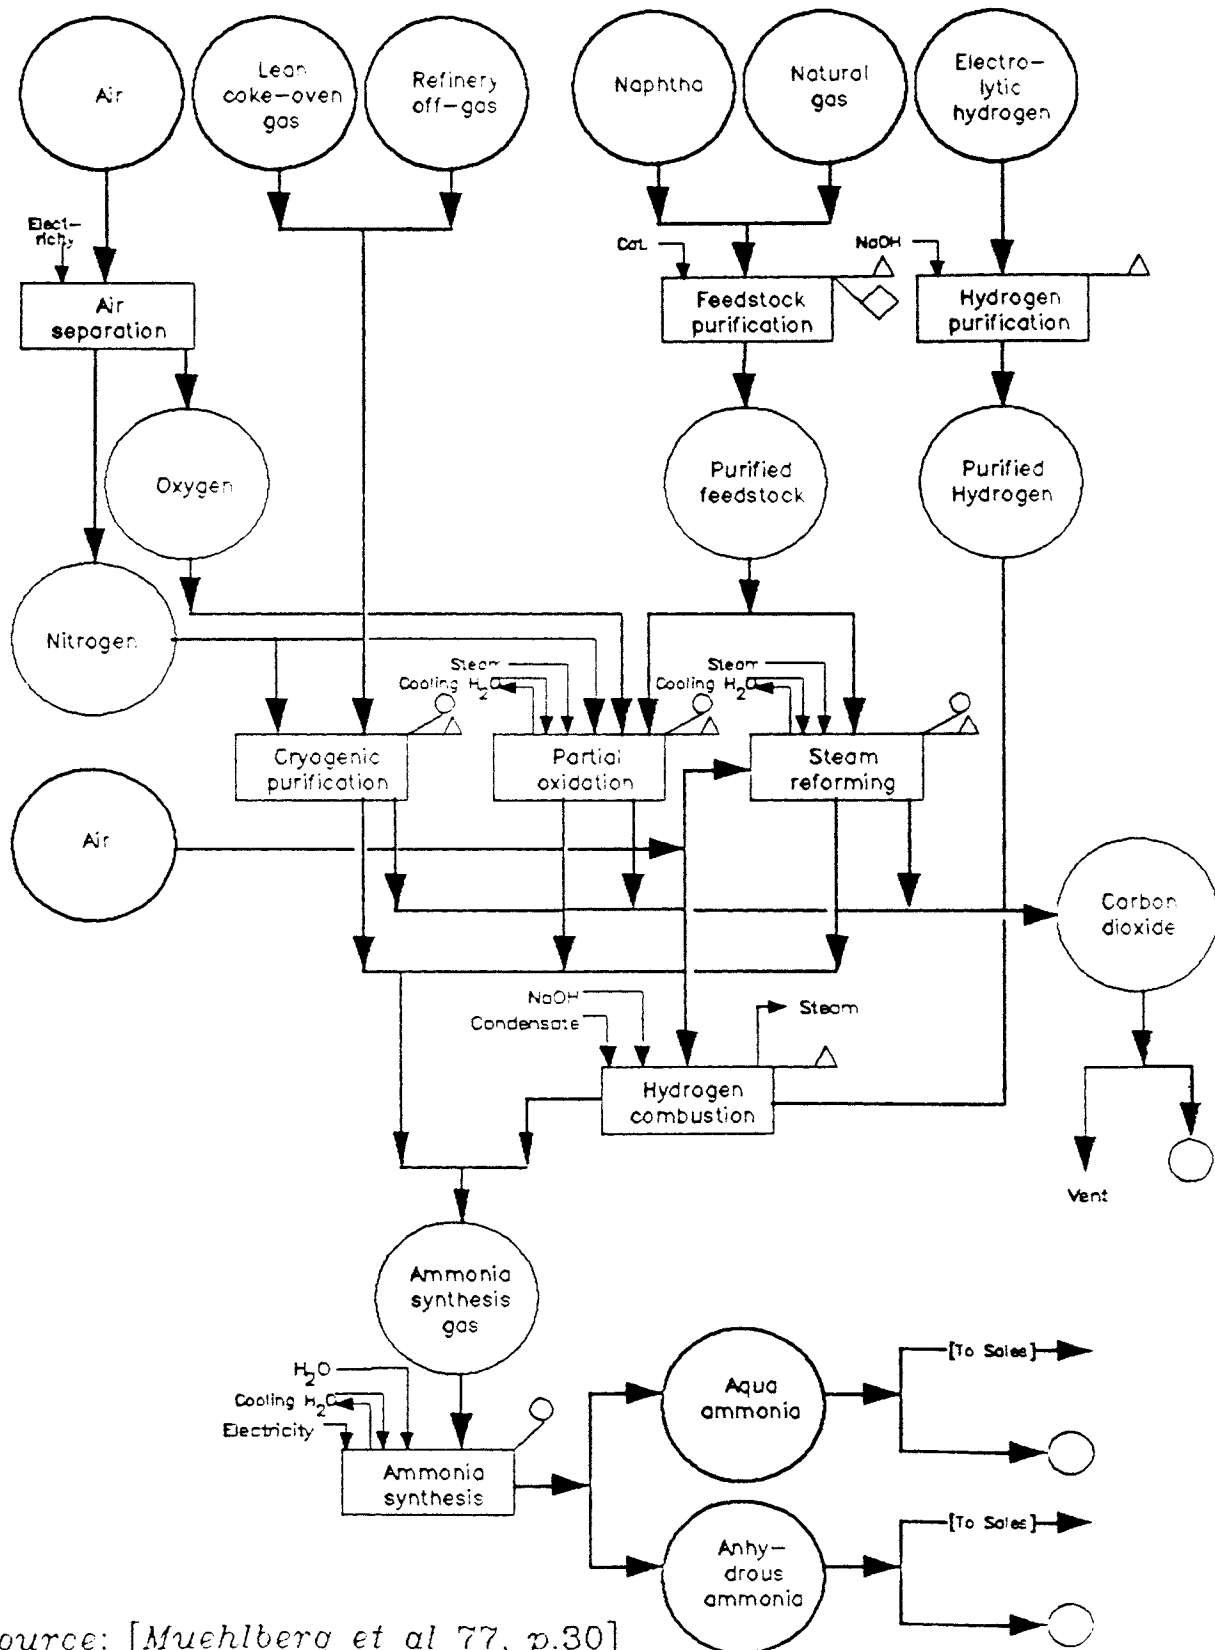 Air
Lean
coke-oven
gas
Refinery
off-gas
Naphtha
Natural
gas
Electro-
lytic
hydrogen
Elect-
ricity
Cat.
NaOH
Air
separation
Feedstock
purification
Hydrogen
purification
Oxygen
Purified
feedstock
Purified
Hydrogen
Nitrogen
Steam
Cooling H2O
Steam
Cooling H2O
Cryogenic
purification
Partial
oxidation
Steam
reforming
Air
Carbon
dioxide
NaOH
Condensate
Steam
Hydrogen
combustion
Vent
Ammonia
synthesis
gas
H2O
Cooling H2O
Electricity
Ammonia
synthesis
Aqua
ammonia
[To Sales]
Anhy-
drous
ammonia
[To Sales]
ource: [Muehlberg et al 77, p.30]